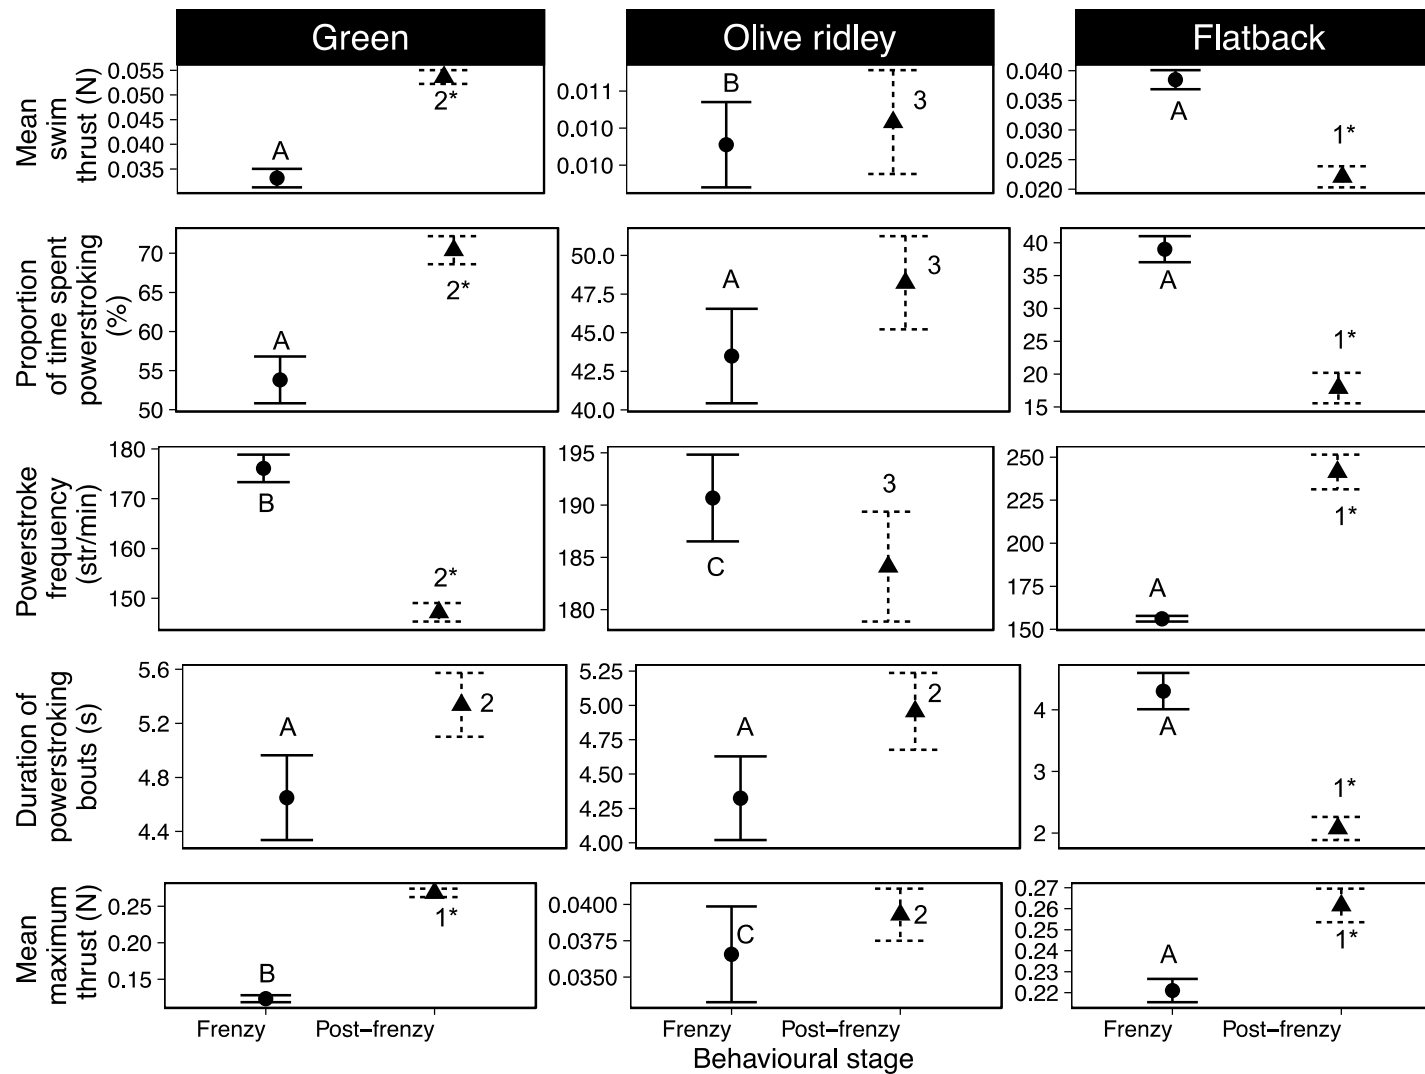 Green
Olive ridley
Flatback
Mean
swim
thrust (N)
0.055
0.050
0.045
0.040
0.035
A
2*
0.011
0.010
0.010
B
3
0.040
0.035
0.030
0.025
0.020
A
1*
Proportion
of time spent
powerstroking
(%)
70
65
60
55
50
A
2*
50.0
47.5
45.0
42.5
40.0
A
3
40
35
30
25
20
15
A
1*
Powerstroke
frequency
(str/min)
180
170
160
150
B
2*
195
190
185
180
C
3
250
225
200
175
150
A
1*
Duration of
powerstroking
bouts (s)
5.6
5.2
4.8
4.4
A
2
5.25
5.00
4.75
4.50
4.25
4.00
A
2
4
3
2
A
1*
Mean
maximum
thrust (N)
0.25
0.20
0.15
B
1*
0.0400
0.0375
0.0350
C
2
0.27
0.26
0.25
0.24
0.23
0.22
A
1*
Frenzy Post–frenzy
Frenzy Post–frenzy
Frenzy Post–frenzy
Behavioural stage